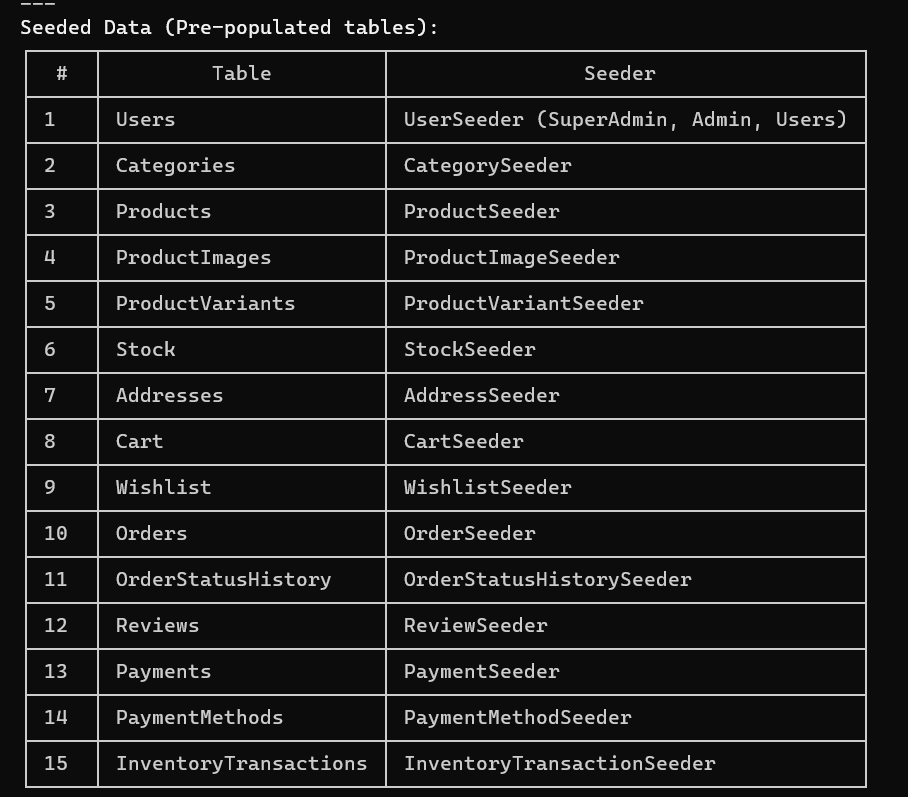 ---
Seeded Data (Pre-populated tables):
# Table Seeder
1 Users UserSeeder (SuperAdmin, Admin, Users)
2 Categories CategorySeeder
3 Products ProductSeeder
4 ProductImages ProductImageSeeder
5 ProductVariants ProductVariantSeeder
6 Stock StockSeeder
7 Addresses AddressSeeder
8 Cart CartSeeder
9 Wishlist WishlistSeeder
10 Orders OrderSeeder
11 OrderStatusHistory OrderStatusHistorySeeder
12 Reviews ReviewSeeder
13 Payments PaymentSeeder
14 PaymentMethods PaymentMethodSeeder
15 InventoryTransactions InventoryTransactionSeeder